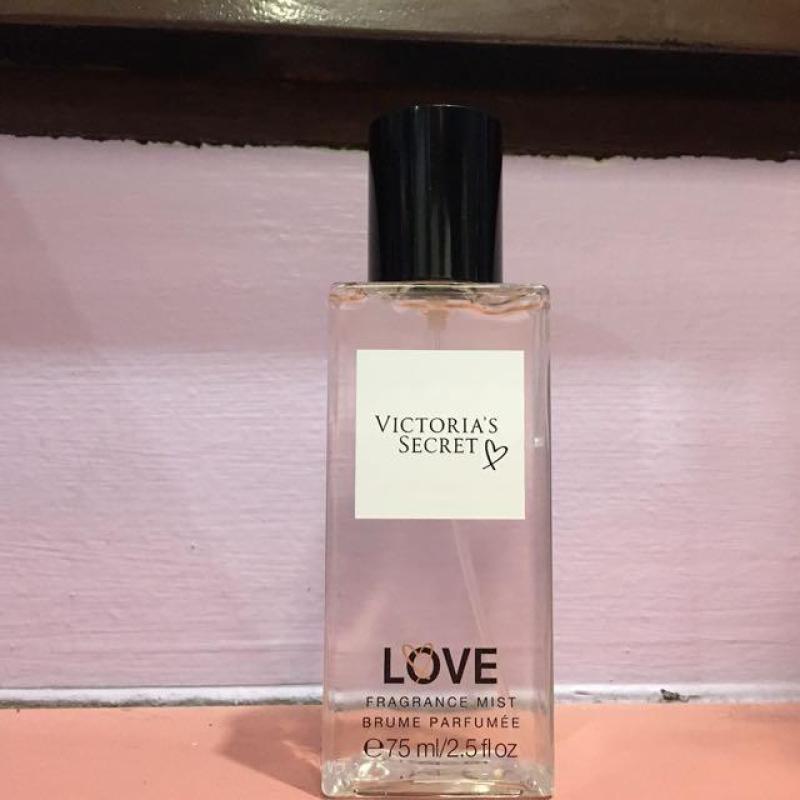 VICTORIA'S
SECRET
LOVE
FRAGRANCE MIST
BRUME PARFUMÉE
℮75 ml/2.5 fl oz